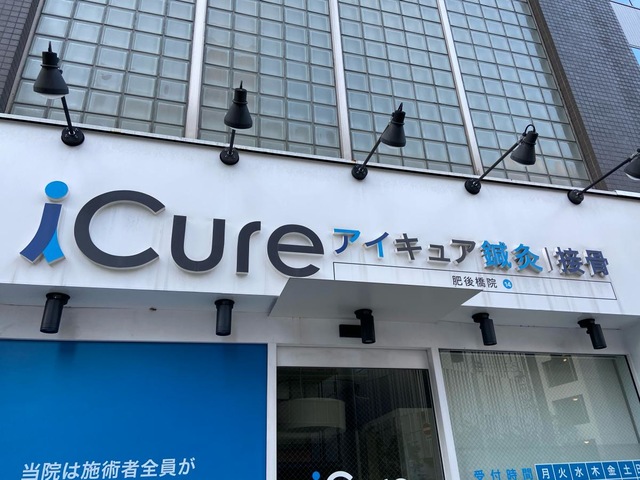 iCure アイキュア鍼灸|接骨
肥後橋院
当院は施術者全員が
iCure
受付時間 月火水木金土